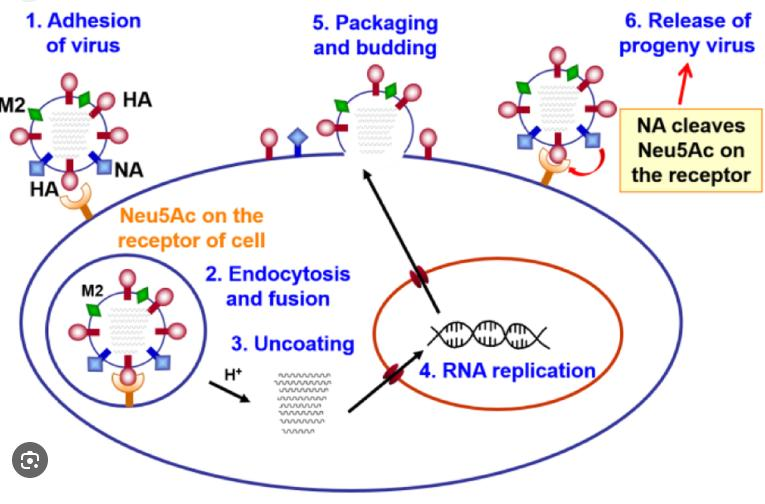 1. Adhesion
of virus
M2
HA
NA
HA
Neu5Ac on the
receptor of cell
M2
2. Endocytosis
and fusion
3. Uncoating
H⁺
4. RNA replication
5. Packaging
and budding
6. Release of
progeny virus
NA cleaves
Neu5Ac on
the receptor